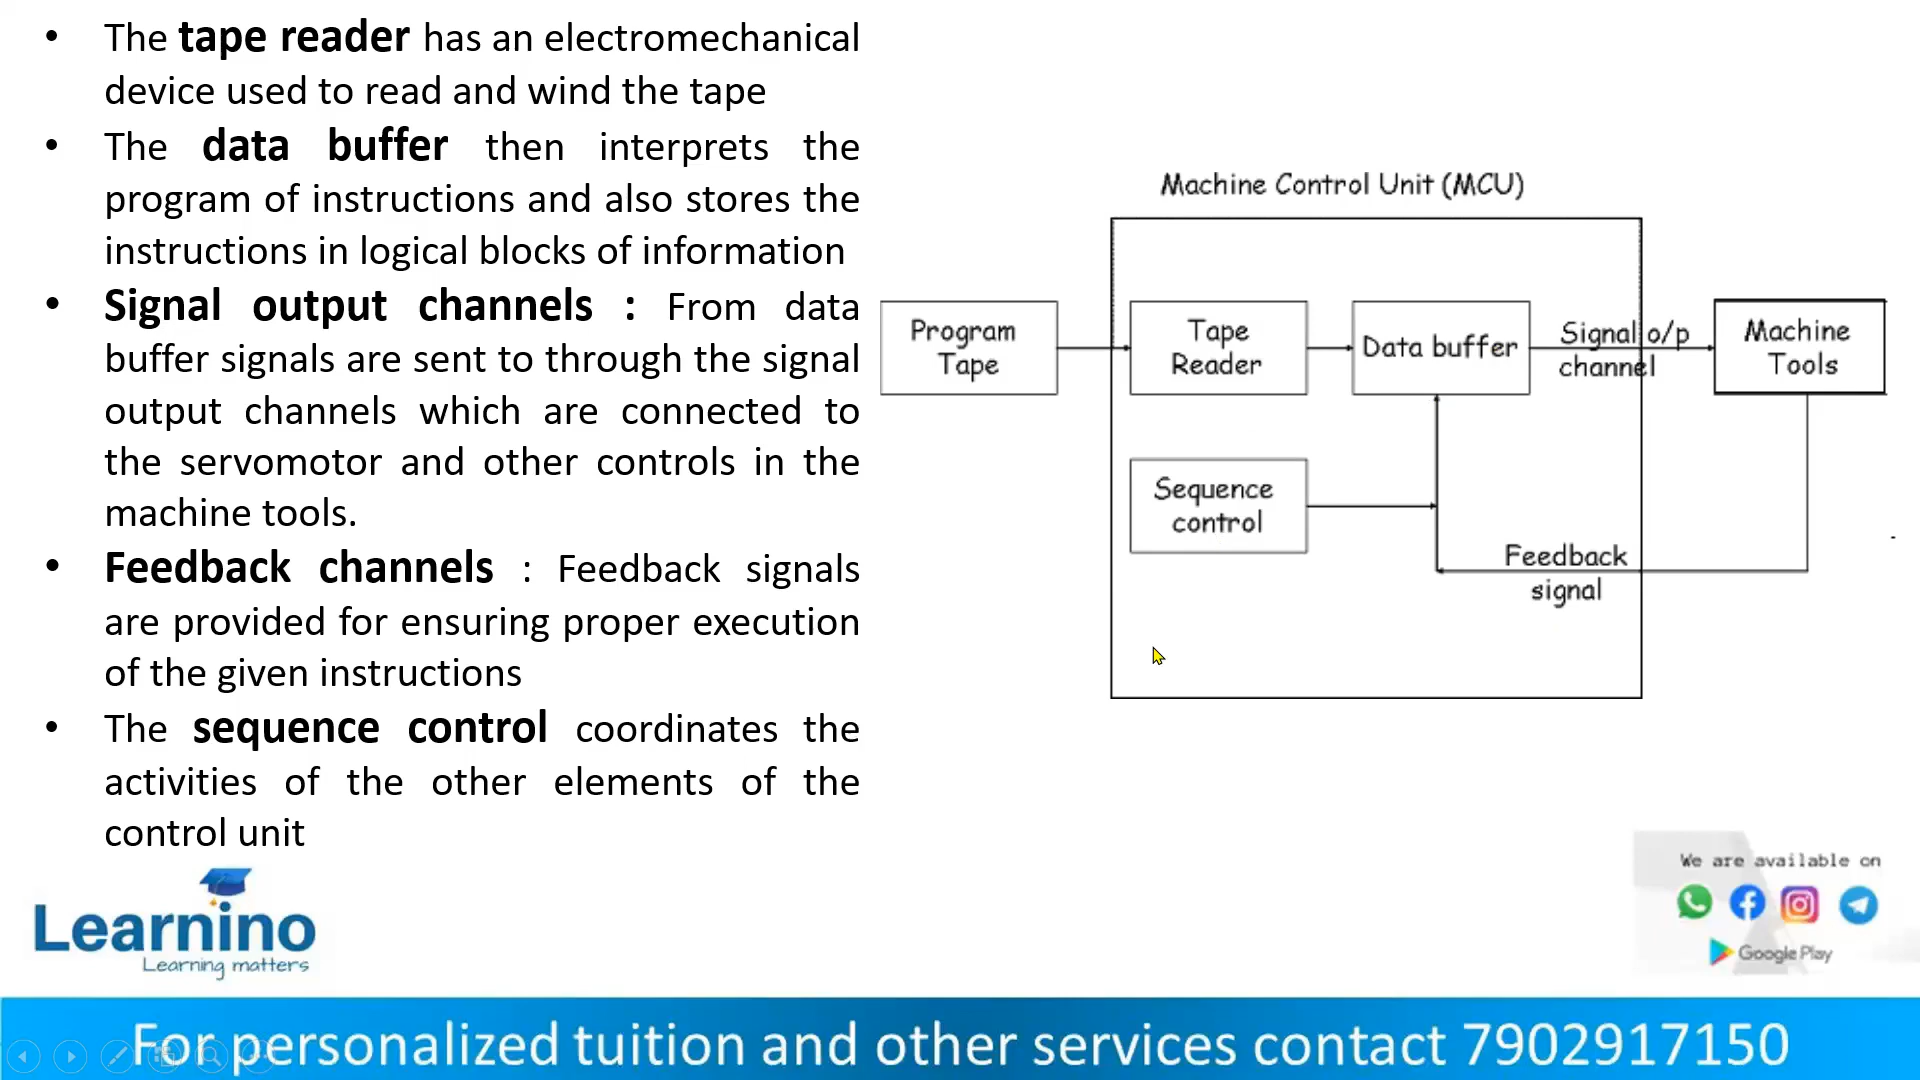 • The tape reader has an electromechanical
device used to read and wind the tape
• The data buffer then interprets the
program of instructions and also stores the
instructions in logical blocks of information
• Signal output channels : From data
buffer signals are sent to through the signal
output channels which are connected to
the servomotor and other controls in the
machine tools.
• Feedback channels : Feedback signals
are provided for ensuring proper execution
of the given instructions
• The sequence control coordinates the
activities of the other elements of the
control unit
Machine Control Unit (MCU)
Program
Tape
Tape
Reader
Data buffer
Signal o/p
channel
Machine
Tools
Sequence
control
Feedback
signal
Learnino
Learning matters
We are available on
Google Play
For personalized tuition and other services contact 7902917150